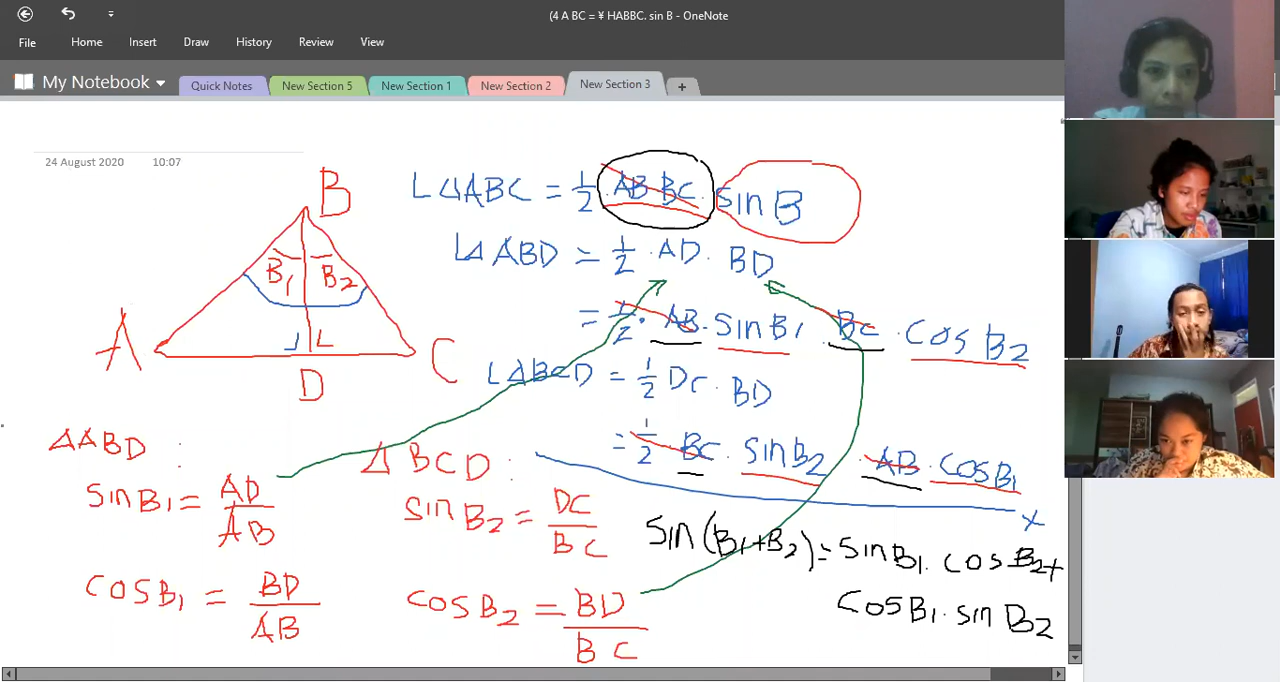 (4 A BC = ¥ HABBC. sin B - OneNote
File Home Insert Draw History Review View
My Notebook Quick Notes New Section 5 New Section 1 New Section 2 New Section 3 +
24 August 2020 10:07
B
B1 B2
A C
D
L∆ABC = 1/2 . AB BC . sin B
L∆ABD = 1/2 . AD . BD
= 1/2 . AB . sin B1 . BC . cos B2
L∆BCD = 1/2 DC . BD
= 1/2 BC . sin B2 . AB . cos B1
+
sin (B1+B2) = sin B1 . cos B2 +
cos B1 . sin B2
∆ABD :
sin B1 = AD/AB
cos B1 = BD/AB
∆ BCD :
sin B2 = DC/BC
cos B2 = BD/BC